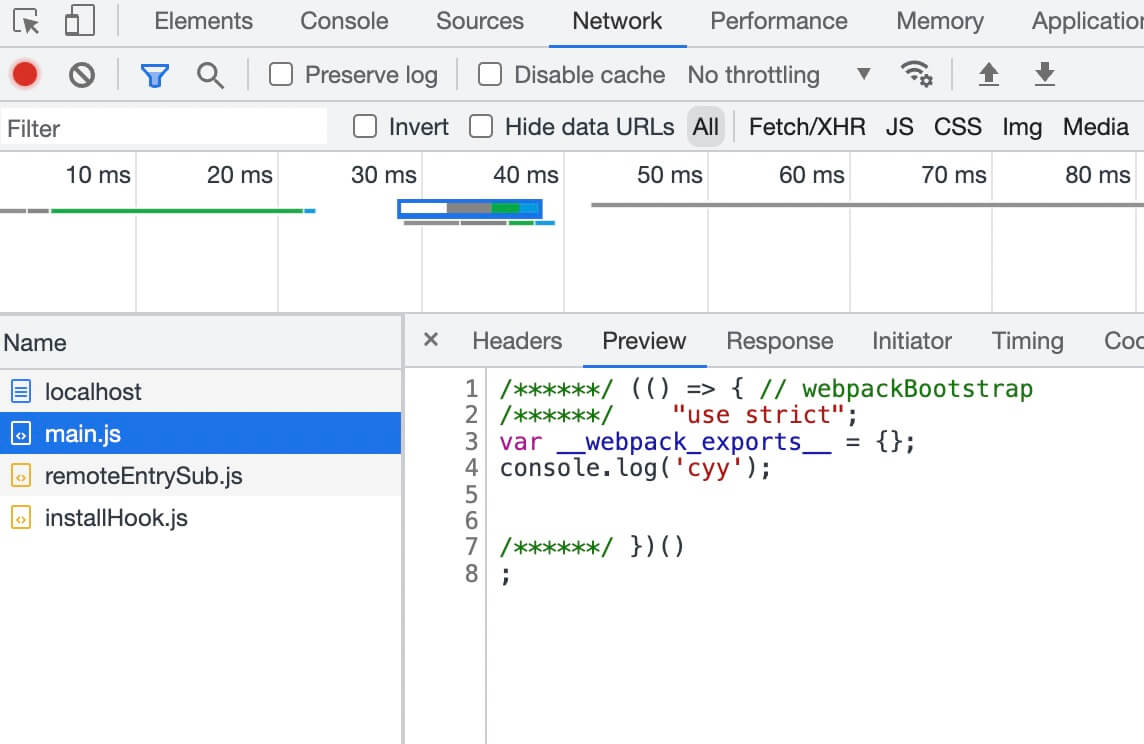 Elements Console Sources Network Performance Memory Application
Preserve log Disable cache No throttling
Filter Invert Hide data URLs All Fetch/XHR JS CSS Img Media
10 ms 20 ms 30 ms 40 ms 50 ms 60 ms 70 ms 80 ms
Name
localhost
main.js
remoteEntrySub.js
installHook.js
× Headers Preview Response Initiator Timing Coo
1 /******/ (() => { // webpackBootstrap
2 /******/ 	"use strict";
3 var __webpack_exports__ = {};
4 console.log('cyy');
5
6
7 /******/ })()
8 ;